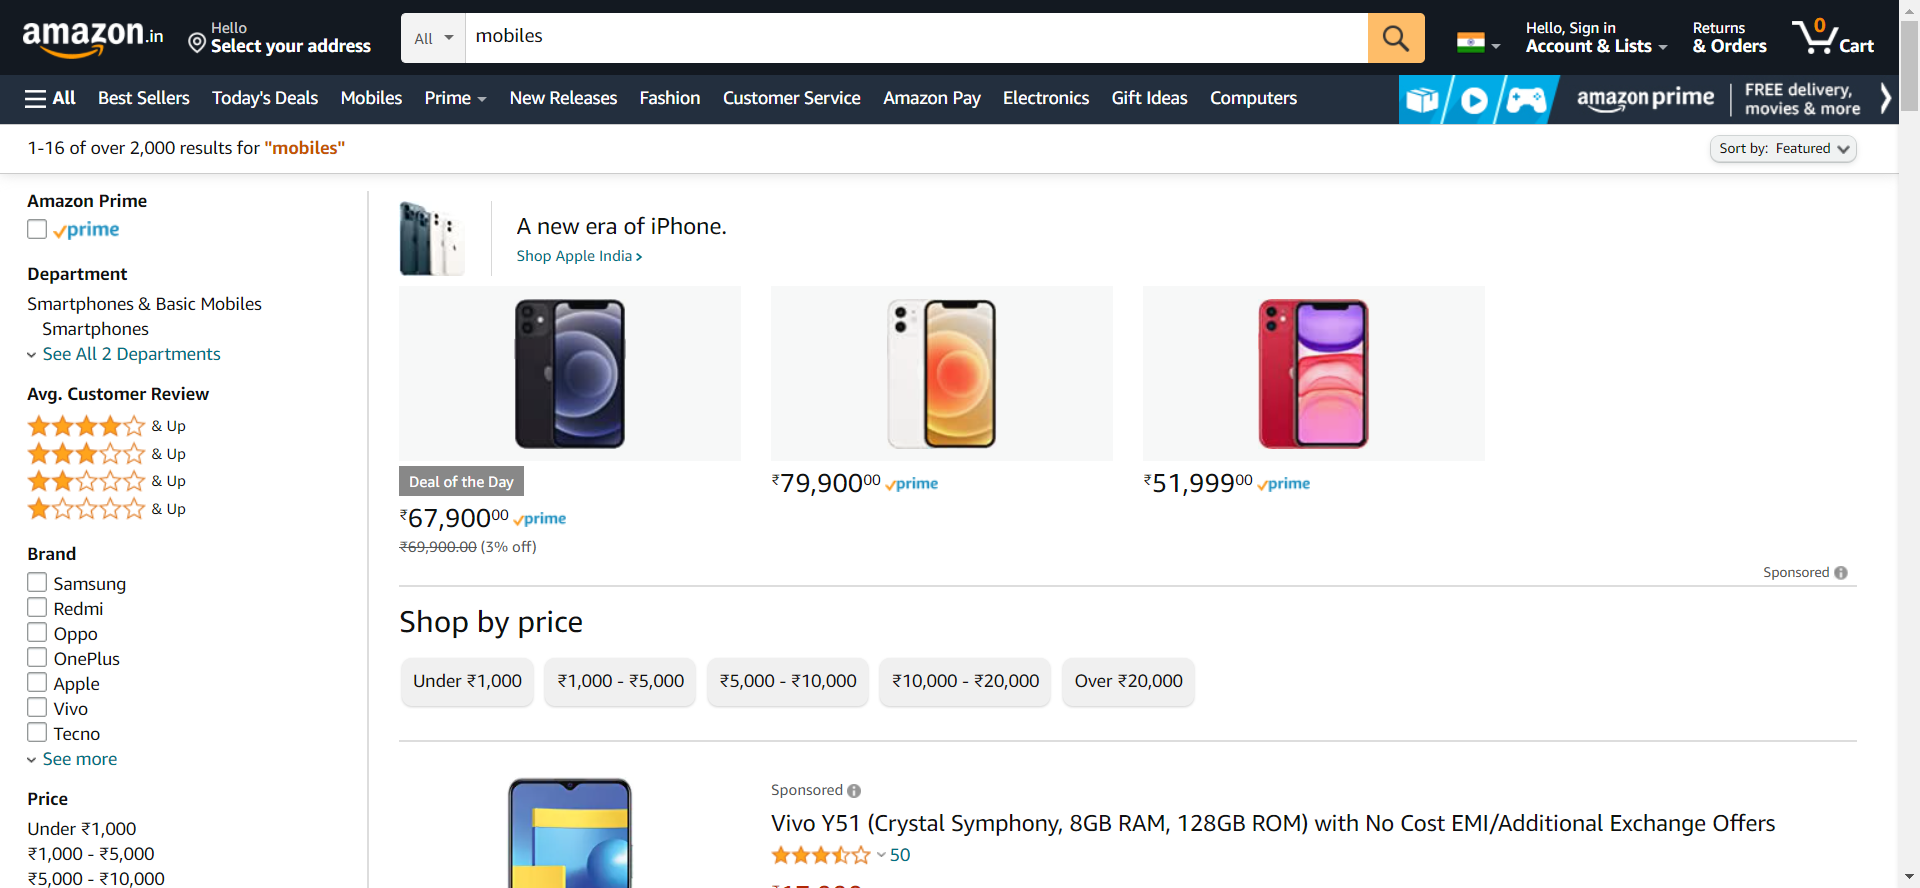 amazon.in
Hello
Select your address
All
mobiles
Hello, Sign in
Account & Lists
Returns
& Orders
0
Cart
All
Best Sellers
Today's Deals
Mobiles
Prime
New Releases
Fashion
Customer Service
Amazon Pay
Electronics
Gift Ideas
Computers
amazon prime
FREE delivery,
movies & more
1-16 of over 2,000 results for "mobiles"
Sort by: Featured
Amazon Prime
prime
Department
Smartphones & Basic Mobiles
Smartphones
See All 2 Departments
Avg. Customer Review
& Up
& Up
& Up
& Up
Brand
Samsung
Redmi
Oppo
OnePlus
Apple
Vivo
Tecno
See more
Price
Under ₹1,000
₹1,000 - ₹5,000
₹5,000 - ₹10,000
A new era of iPhone.
Shop Apple India ›
Deal of the Day
₹67,90000 prime
₹69,900.00 (3% off)
₹79,90000 prime
₹51,99900 prime
Sponsored
Shop by price
Under ₹1,000
₹1,000 - ₹5,000
₹5,000 - ₹10,000
₹10,000 - ₹20,000
Over ₹20,000
Sponsored
Vivo Y51 (Crystal Symphony, 8GB RAM, 128GB ROM) with No Cost EMI/Additional Exchange Offers
50